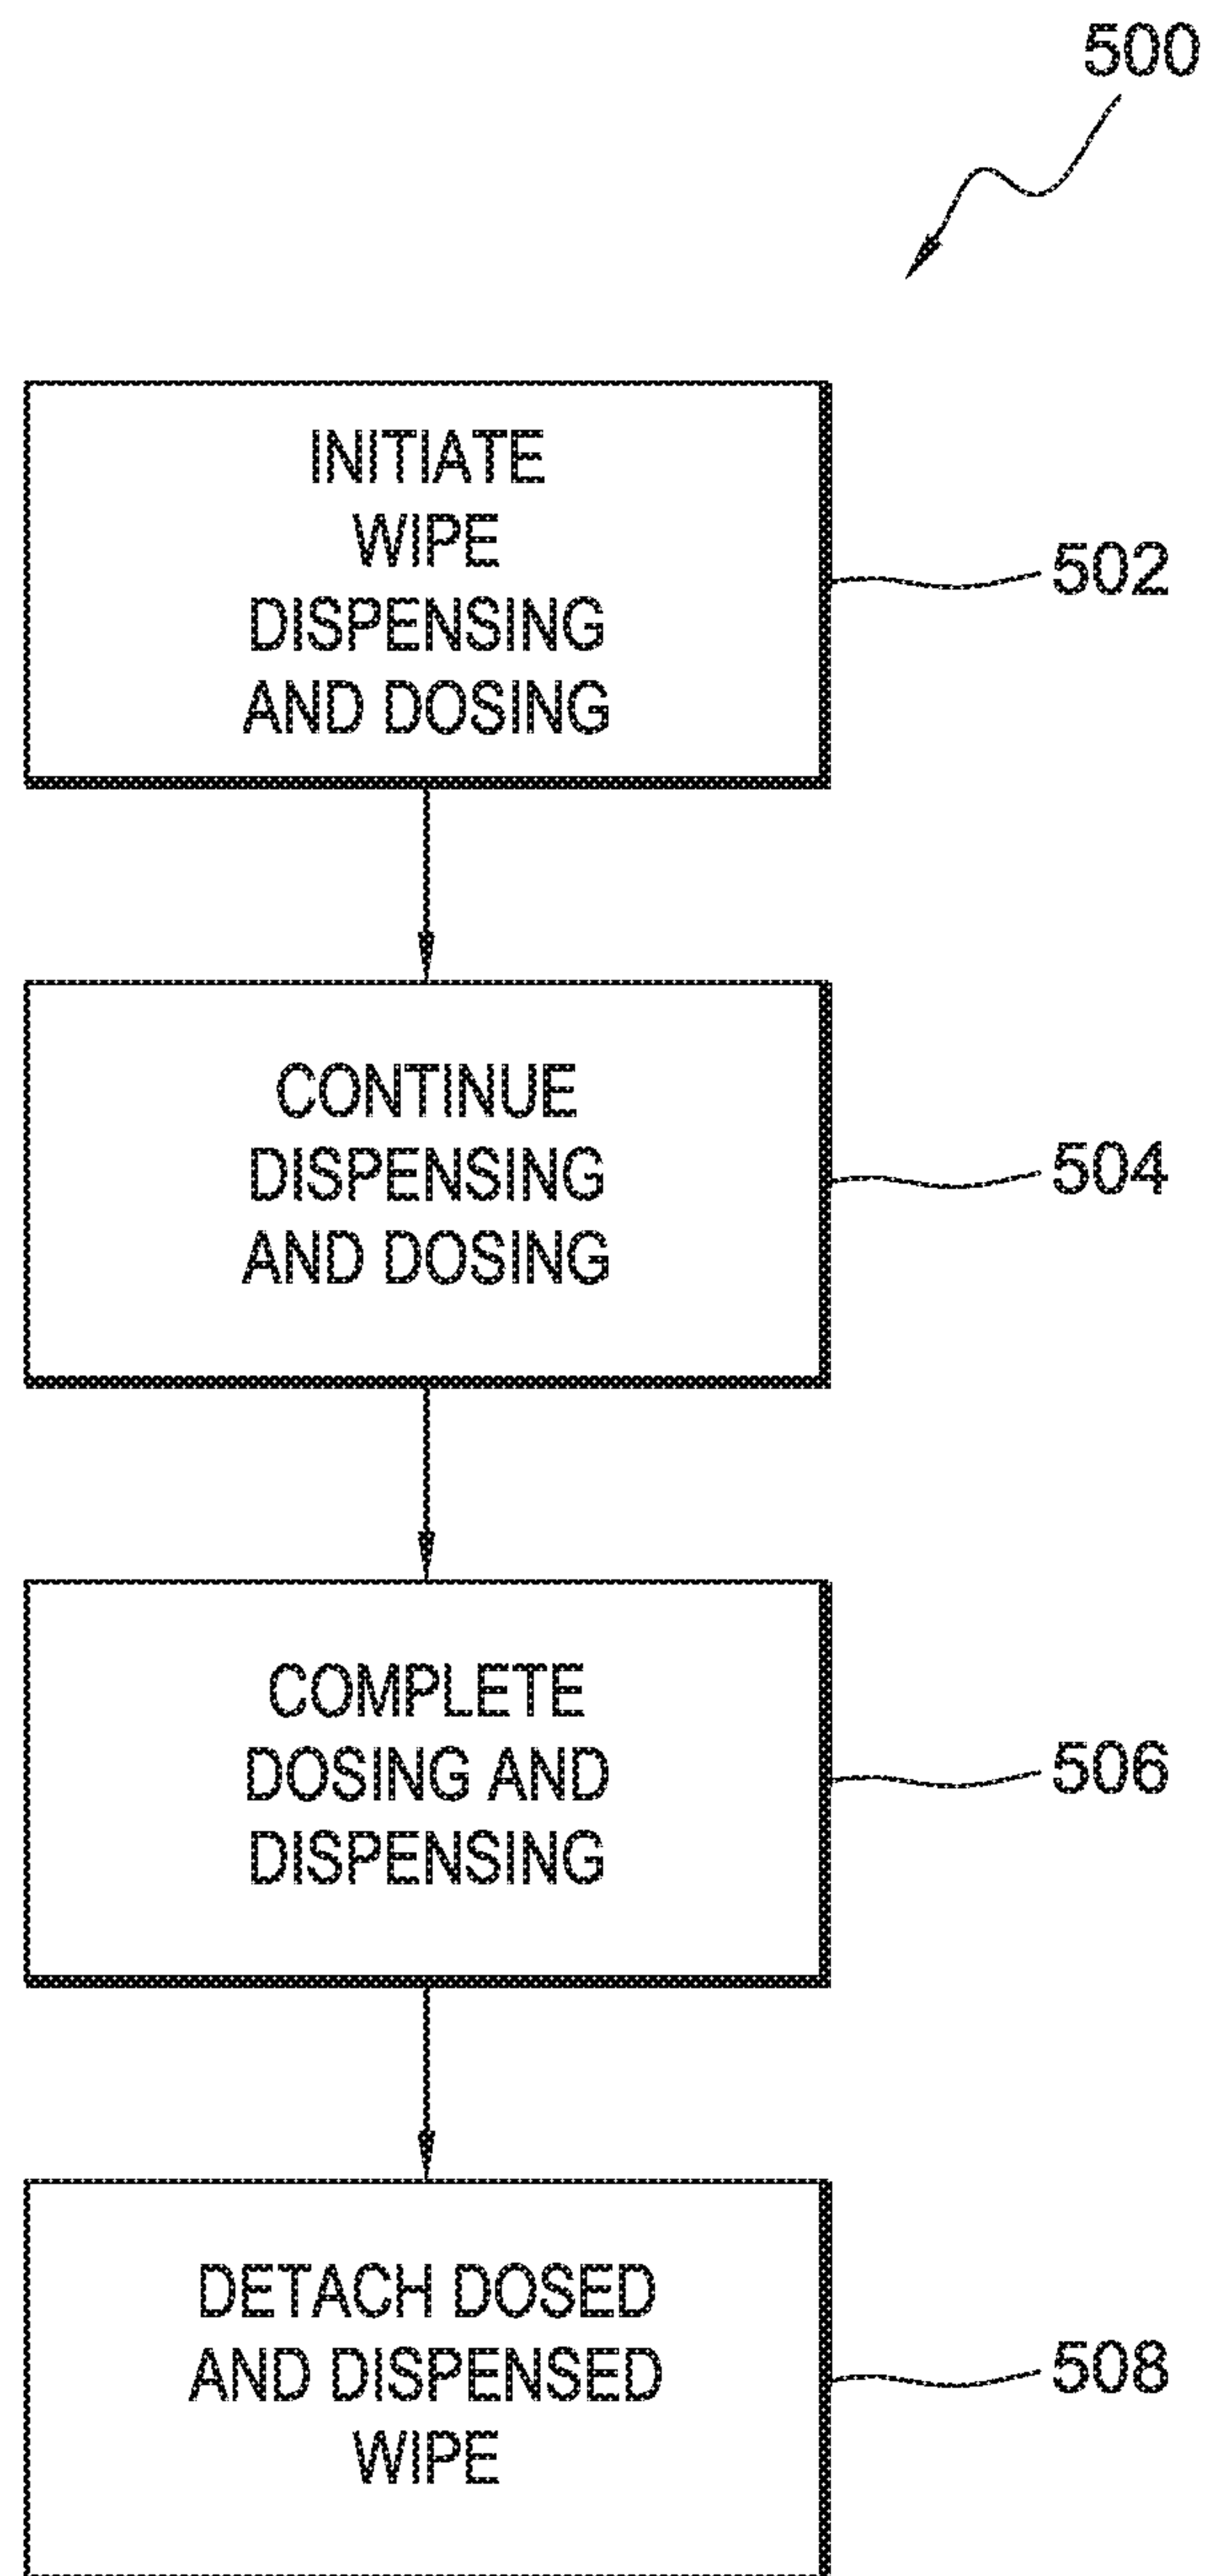 500
INITIATE
WIPE
DISPENSING
AND DOSING
502
CONTINUE
DISPENSING
AND DOSING
504
COMPLETE
DOSING AND
DISPENSING
506
DETACH DOSED
AND DISPENSED
WIPE
508